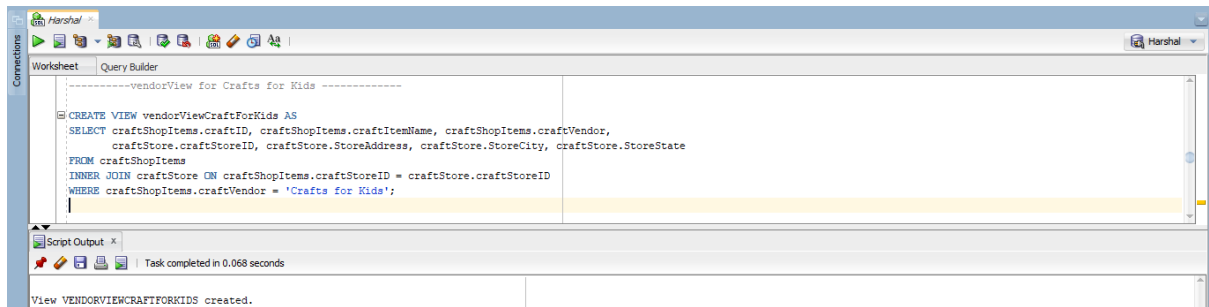 Harshal
Connections
Harshal
Worksheet Query Builder
----------vendorView for Crafts for Kids -------------
CREATE VIEW vendorViewCraftForKids AS
SELECT craftShopItems.craftID, craftShopItems.craftItemName, craftShopItems.craftVendor,
craftStore.craftStoreID, craftStore.StoreAddress, craftStore.StoreCity, craftStore.StoreState
FROM craftShopItems
INNER JOIN craftStore ON craftShopItems.craftStoreID = craftStore.craftStoreID
WHERE craftShopItems.craftVendor = 'Crafts for Kids';
Script Output x
Task completed in 0.068 seconds
View VENDORVIEWCRAFTFORKIDS created.